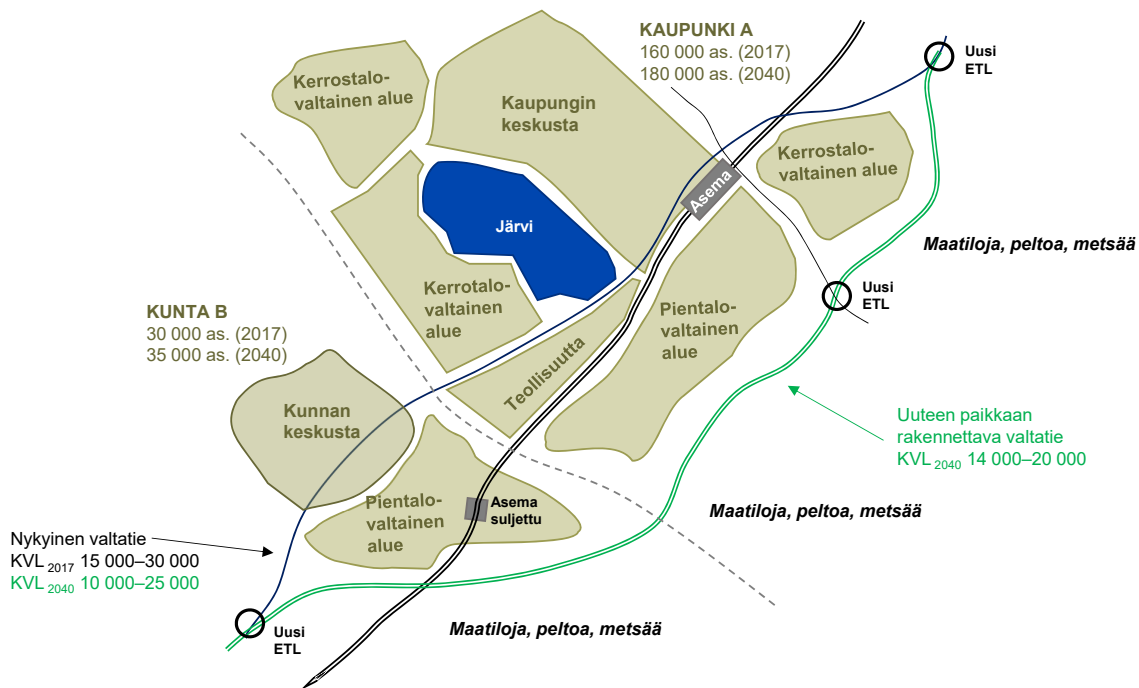 KAUPUNKI A
160 000 as. (2017)
180 000 as. (2040)
Uusi
ETL
Kerrostalo-
valtainen alue
Kaupungin
keskusta
Kerrostalo-
valtainen alue
Asema
Järvi
Maatiloja, peltoa, metsää
Kerrotalo-
valtainen
alue
Uusi
ETL
KUNTA B
30 000 as. (2017)
35 000 as. (2040)
Pientalo-
valtainen
alue
Teollisuutta
Kunnan
keskusta
Uuteen paikkaan
rakennettava valtatie
KVL 2040 14 000–20 000
Pientalo-
valtainen
alue
Asema
suljettu
Maatiloja, peltoa, metsää
Nykyinen valtatie
KVL 2017 15 000–30 000
KVL 2040 10 000–25 000
Uusi
ETL
Maatiloja, peltoa, metsää